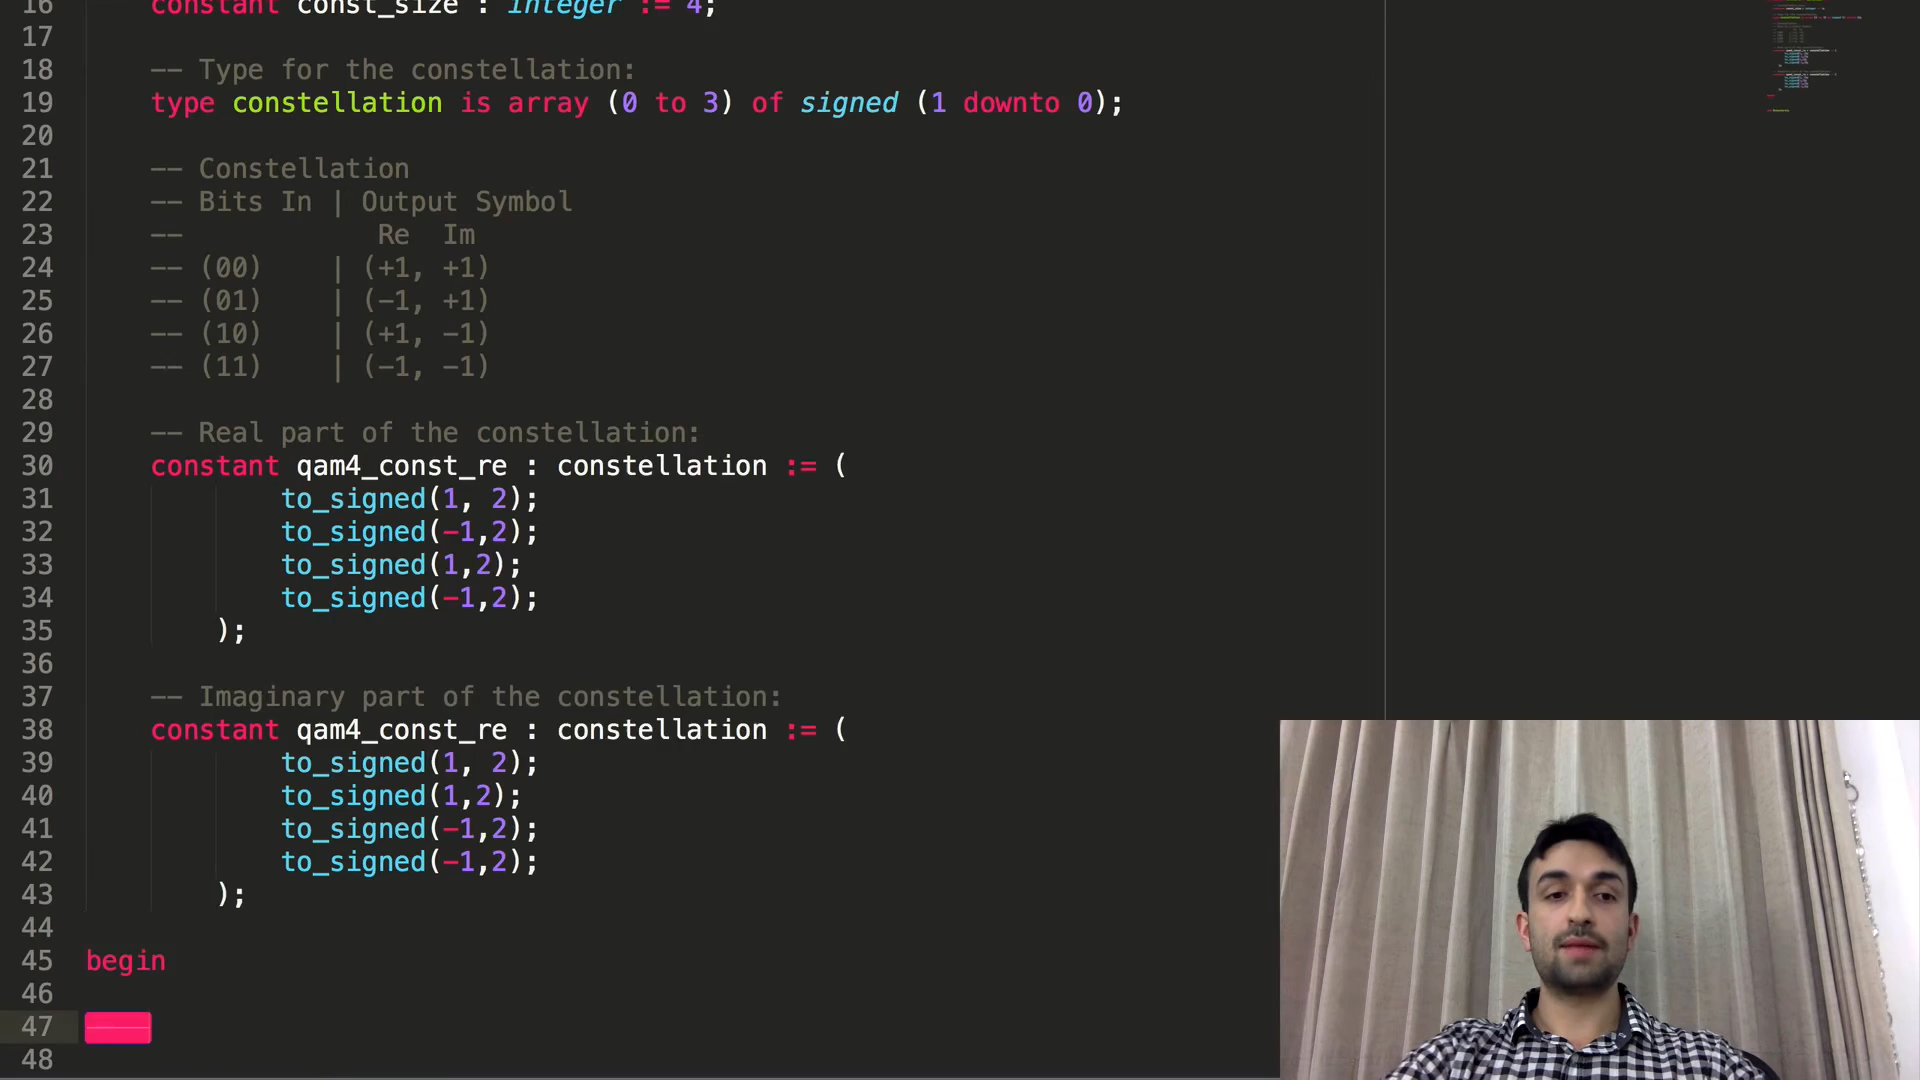 16 constant const_size : integer := 4;
17
18 -- Type for the constellation:
19 type constellation is array (0 to 3) of signed (1 downto 0);
20
21 -- Constellation
22 -- Bits In | Output Symbol
23 -- Re Im
24 -- (00) | (+1, +1)
25 -- (01) | (-1, +1)
26 -- (10) | (+1, -1)
27 -- (11) | (-1, -1)
28
29 -- Real part of the constellation:
30 constant qam4_const_re : constellation := (
31 to_signed(1, 2);
32 to_signed(-1,2);
33 to_signed(1,2);
34 to_signed(-1,2);
35 );
36
37 -- Imaginary part of the constellation:
38 constant qam4_const_re : constellation := (
39 to_signed(1, 2);
40 to_signed(1,2);
41 to_signed(-1,2);
42 to_signed(-1,2);
43 );
44
45 begin
46
47
48